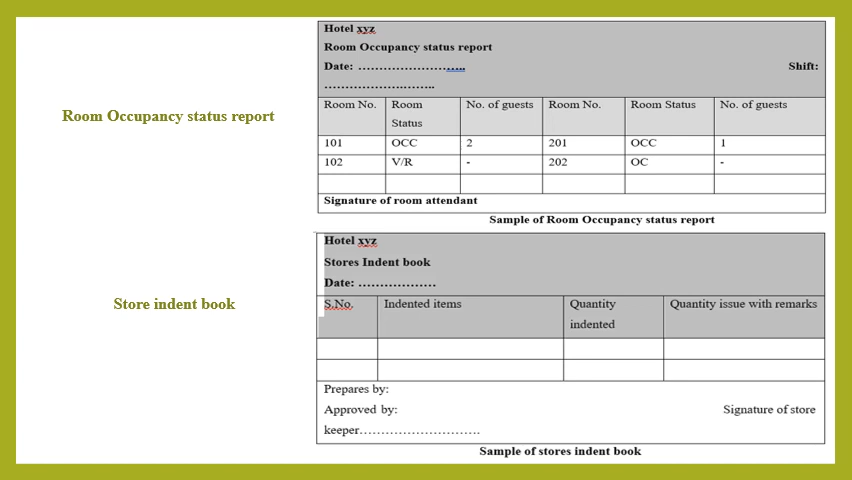 Room Occupancy status report
Hotel xyz
Room Occupancy status report
Date: ………………………..
Shift:
……………….……..
Room No. Room Status No. of guests Room No. Room Status No. of guests
101 OCC 2 201 OCC 1
102 V/R - 202 OC -
Signature of room attendant
Sample of Room Occupancy status report
Store indent book
Hotel xyz
Stores Indent book
Date: ………………
S.No. Indented items Quantity indented Quantity issue with remarks
Prepares by:
Approved by: Signature of store
keeper……………………….
Sample of stores indent book